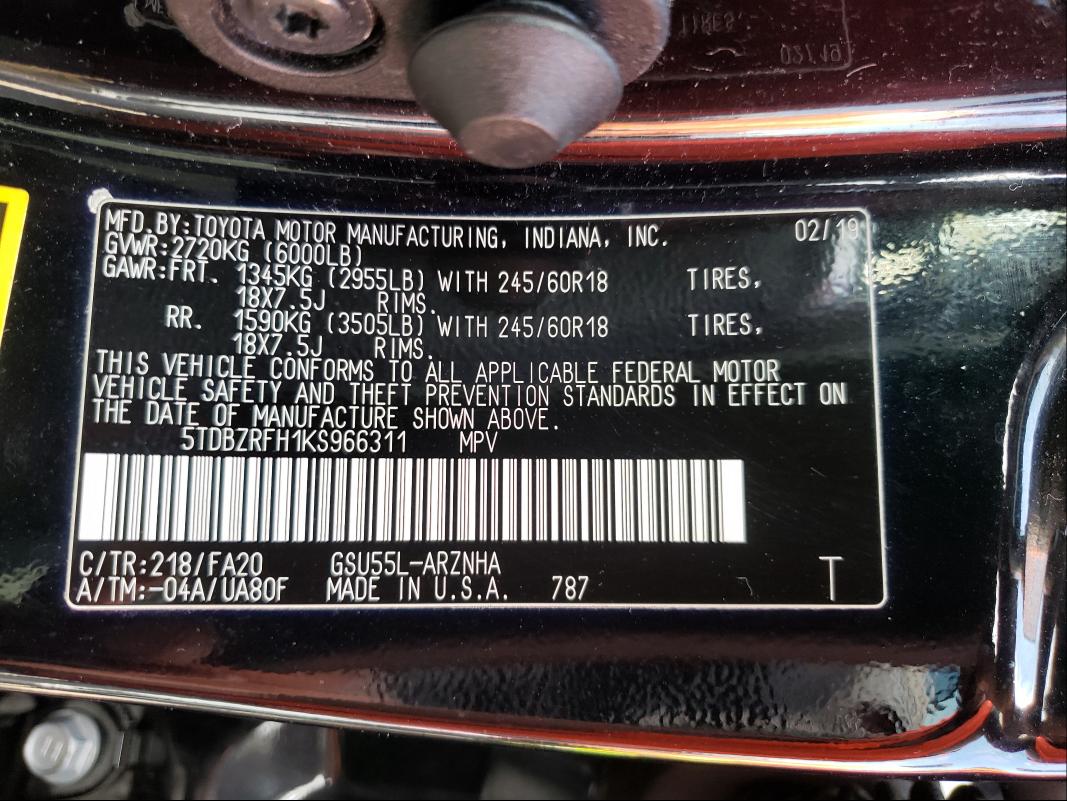 MFD.BY:TOYOTA MOTOR MANUFACTURING, INDIANA, INC. 02/19
GVWR:2720KG (6000LB)
GAWR:FRT. 1345KG (2955LB) WITH 245/60R18 TIRES,
18X7.5J RIMS.
RR. 1590KG (3505LB) WITH 245/60R18 TIRES,
18X7.5J RIMS.
THIS VEHICLE CONFORMS TO ALL APPLICABLE FEDERAL MOTOR
VEHICLE SAFETY AND THEFT PREVENTION STANDARDS IN EFFECT ON
THE DATE OF MANUFACTURE SHOWN ABOVE.
5TDBZRFH1KS966311 MPV
C/TR:218/FA20 GSU55L-ARZNHA
A/TM:-04A/UA80F MADE IN U.S.A. 787 T